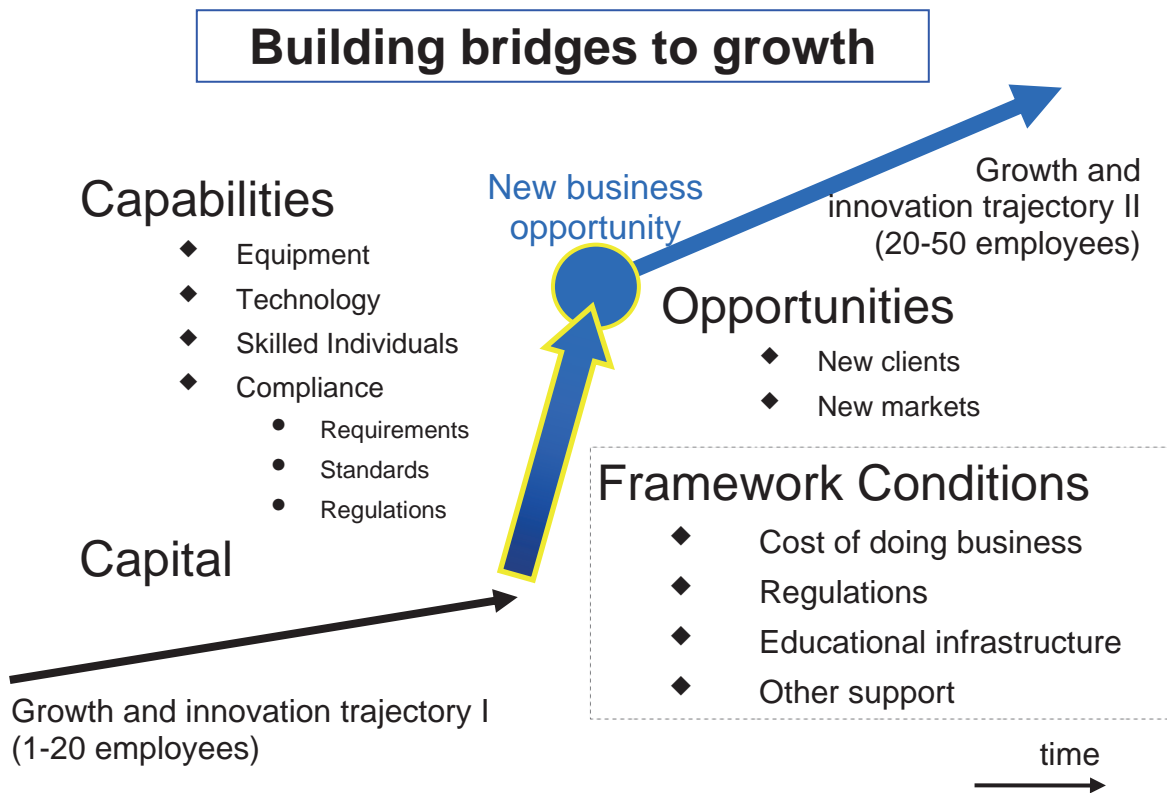 Building bridges to growth
Capabilities
Equipment
Technology
Skilled Individuals
Compliance
Requirements
Standards
Regulations
Capital
Growth and innovation trajectory I
(1-20 employees)
New business
opportunity
Growth and
innovation trajectory II
(20-50 employees)
Opportunities
New clients
New markets
Framework Conditions
Cost of doing business
Regulations
Educational infrastructure
Other support
time